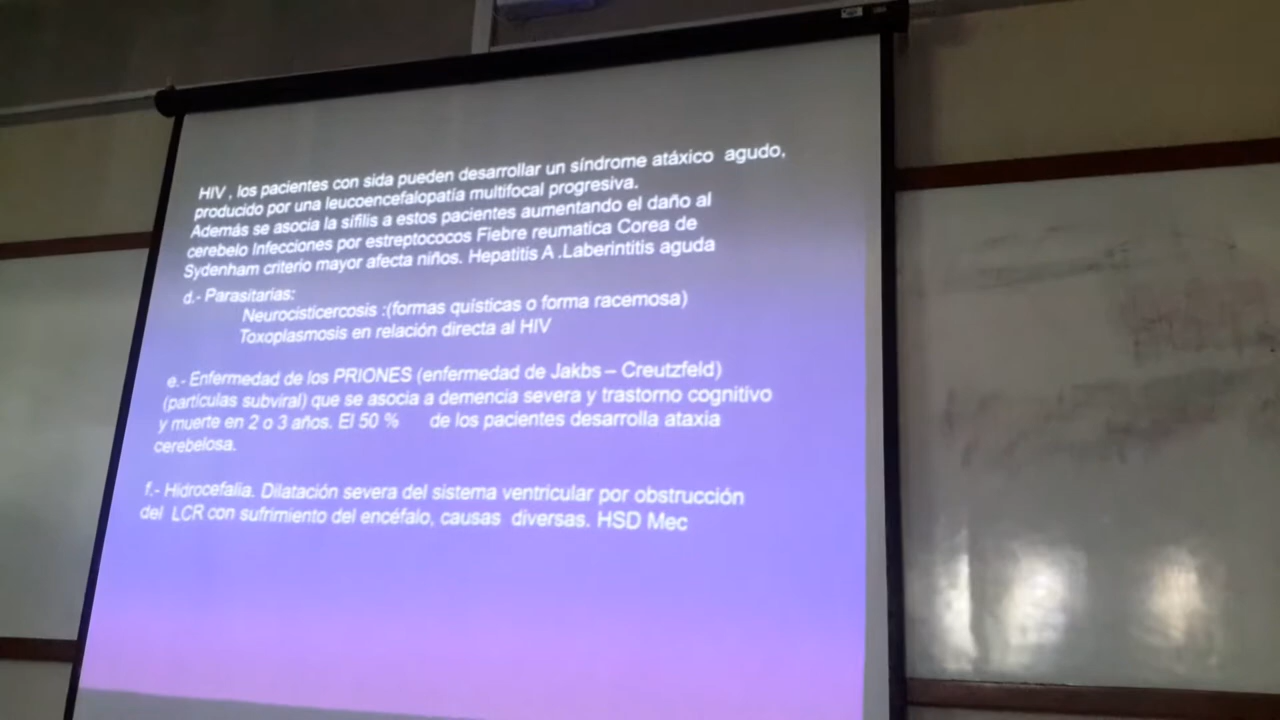 HIV , los pacientes con sida pueden desarrollar un síndrome atáxico agudo,
producido por una leucoencefalopatía multifocal progresiva.
Además se asocia la sífilis a estos pacientes aumentando el daño al
cerebelo Infecciones por estreptococos Fiebre reumatica Corea de
Sydenham criterio mayor afecta niños. Hepatitis A .Laberintitis aguda
d.- Parasitarias:
Neurocisticercosis :(formas quísticas o forma racemosa)
Toxoplasmosis en relación directa al HIV
e.- Enfermedad de los PRIONES (enfermedad de Jakbs – Creutzfeld)
(partículas subviral) que se asocia a demencia severa y trastorno cognitivo
y muerte en 2 o 3 años. El 50 % de los pacientes desarrolla ataxia
cerebelosa.
f.- Hidrocefalia. Dilatación severa del sistema ventricular por obstrucción
del LCR con sufrimiento del encéfalo, causas diversas. HSD Mec